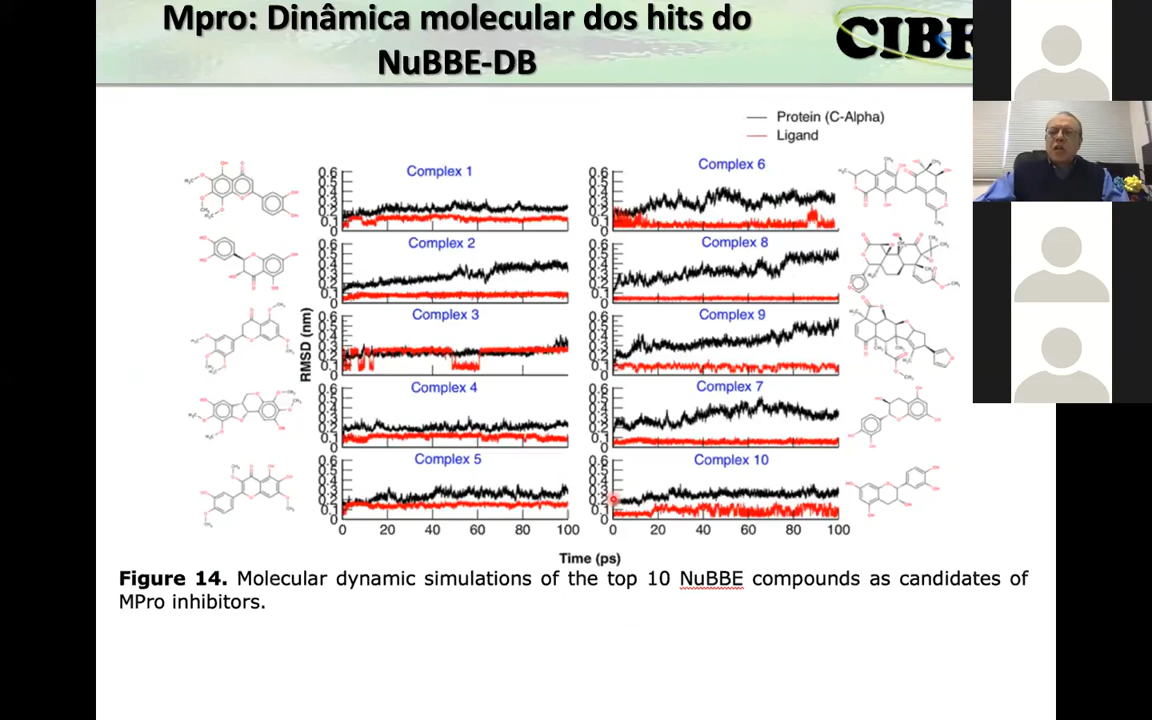 Mpro: Dinâmica molecular dos hits do
NuBBE-DB
Protein (C-Alpha)
Ligand
Complex 1
Complex 6
Complex 2
Complex 8
Complex 3
Complex 9
Complex 4
Complex 7
Complex 5
Complex 10
RMSD (nm)
0 20 40 60 80 100
0 20 40 60 80 100
Time (ps)
Figure 14. Molecular dynamic simulations of the top 10 NuBBE compounds as candidates of
MPro inhibitors.